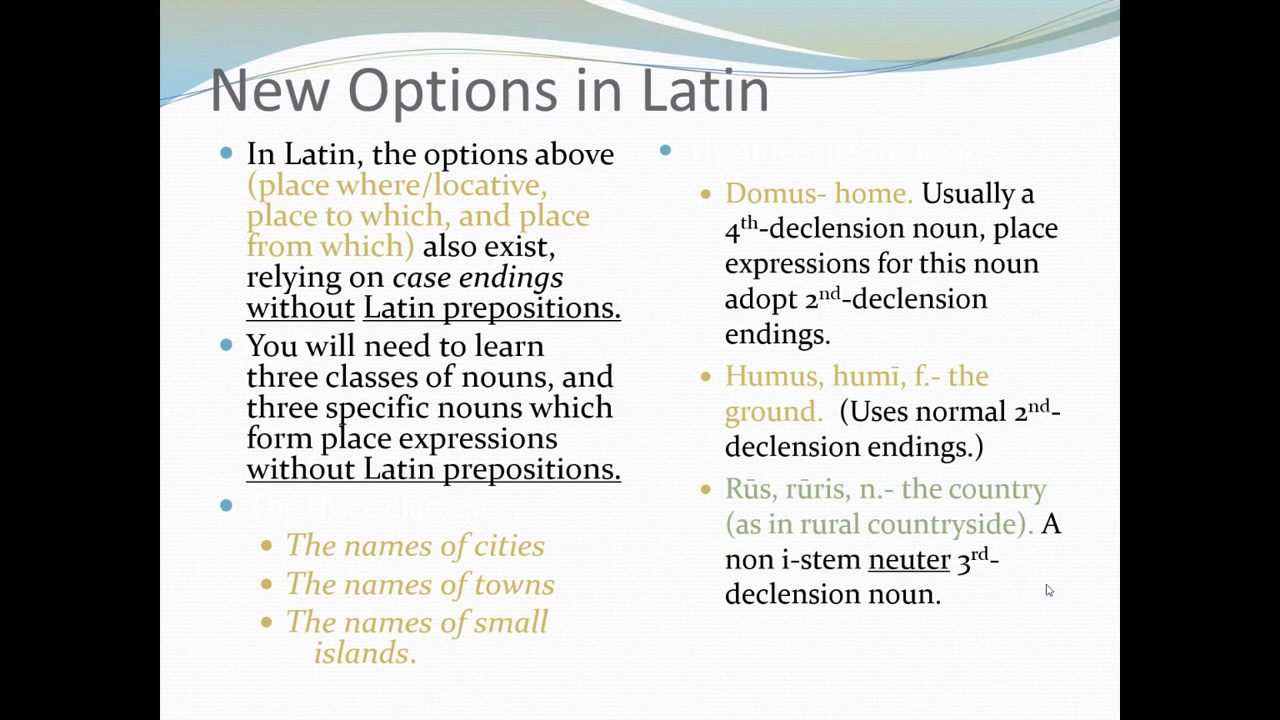 New Options in Latin
In Latin, the options above
(place where/locative,
place to which, and place
from which) also exist,
relying on case endings
without Latin prepositions.
You will need to learn
three classes of nouns, and
three specific nouns which
form place expressions
without Latin prepositions.
The three classes
The names of cities
The names of towns
The names of small
islands.
Domus- home. Usually a
4th-declension noun, place
expressions for this noun
adopt 2nd-declension
endings.
Humus, humī, f.- the
ground. (Uses normal 2nd-
declension endings.)
Rūs, rūris, n.- the country
(as in rural countryside). A
non i-stem neuter 3rd-
declension noun.